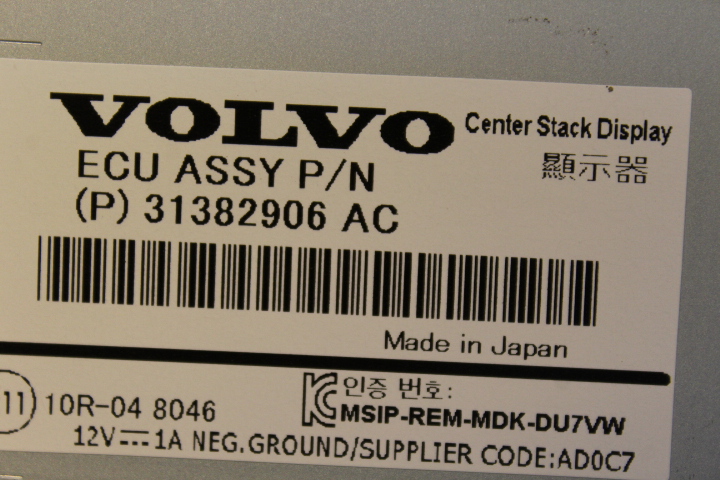 VOLVO Center Stack Display
ECU ASSY P/N 顯示器
(P) 31382906 AC
Made in Japan
11 10R-04 8046
인증 번호:
MSIP-REM-MDK-DU7VW
12V⎓1A NEG.GROUND/SUPPLIER CODE:AD0C7